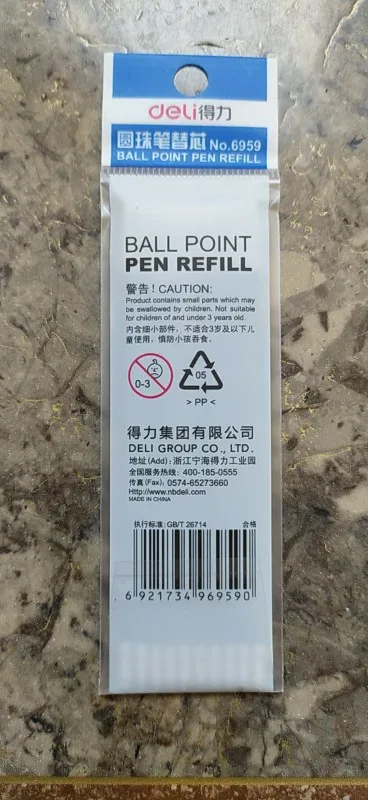 deli得力
圆珠笔替芯 No.6959
BALL POINT PEN REFILL
BALL POINT
PEN REFILL
警告！CAUTION:
Product contains small parts which may
be swallowed by children. Not suitable
for children of and under 3 years old.
内含细小部件，不适合3岁及以下儿
童使用，慎防小孩吞食。
0-3
05
> PP <
得力集团有限公司
DELI GROUP CO., LTD.
地址(Add)：浙江宁海得力工业园
全国服务热线：400-185-0555
传真(Fax)：0574-65273660
Http://www.nbdeli.com
MADE IN CHINA
执行标准：GB/T 26714 合格
6 921734 969590